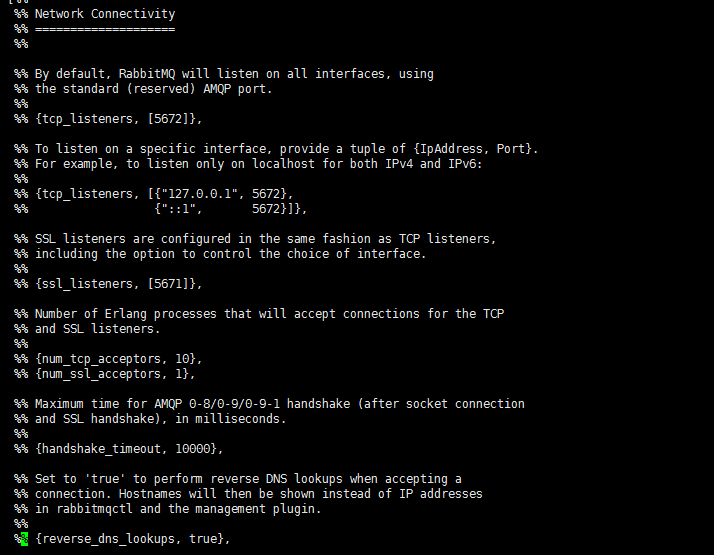 %% Network Connectivity
%% ====================
%%
%% By default, RabbitMQ will listen on all interfaces, using
%% the standard (reserved) AMQP port.
%%
%% {tcp_listeners, [5672]},
%% To listen on a specific interface, provide a tuple of {IpAddress, Port}.
%% For example, to listen only on localhost for both IPv4 and IPv6:
%%
%% {tcp_listeners, [{"127.0.0.1", 5672},
%%                  {"::1",       5672}]},
%% SSL listeners are configured in the same fashion as TCP listeners,
%% including the option to control the choice of interface.
%%
%% {ssl_listeners, [5671]},
%% Number of Erlang processes that will accept connections for the TCP
%% and SSL listeners.
%%
%% {num_tcp_acceptors, 10},
%% {num_ssl_acceptors, 1},
%% Maximum time for AMQP 0-8/0-9/0-9-1 handshake (after socket connection
%% and SSL handshake), in milliseconds.
%%
%% {handshake_timeout, 10000},
%% Set to 'true' to perform reverse DNS lookups when accepting a
%% connection. Hostnames will then be shown instead of IP addresses
%% in rabbitmqctl and the management plugin.
%%
%% {reverse_dns_lookups, true},